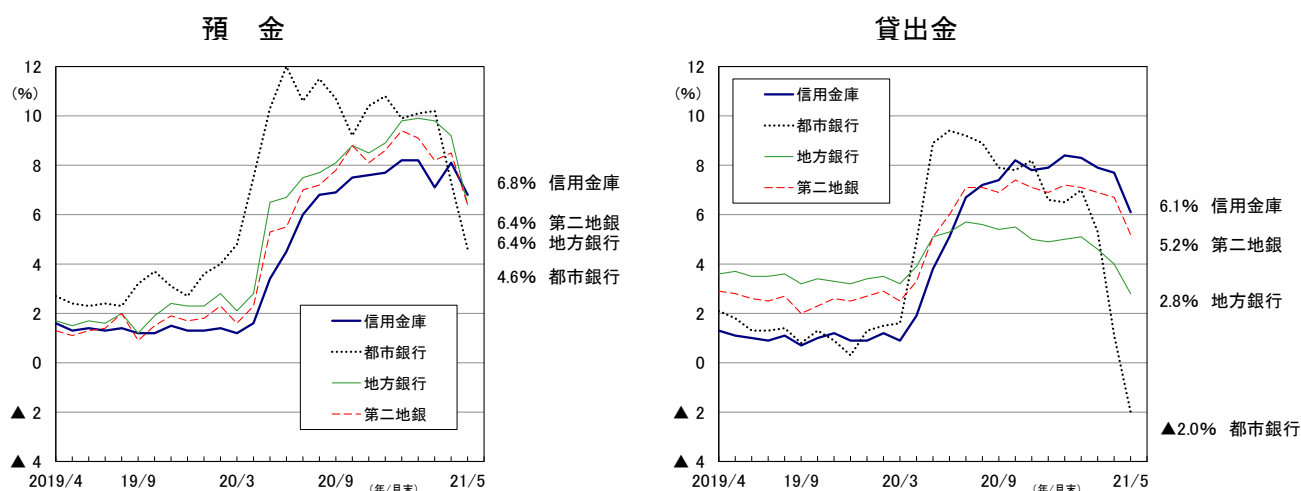 預 金
12
(%)
10
8
6
4
2
0
▲ 2
▲ 4
2019/4
19/9
20/3
20/9
21/5
(年/月末)
信用金庫
都市銀行
地方銀行
第二地銀
6.8% 信用金庫
6.4% 第二地銀
6.4% 地方銀行
4.6% 都市銀行
貸出金
12
(%)
10
8
6
4
2
0
▲ 2
▲ 4
2019/4
19/9
20/3
20/9
21/5
(年/月末)
信用金庫
都市銀行
地方銀行
第二地銀
6.1% 信用金庫
5.2% 第二地銀
2.8% 地方銀行
▲2.0% 都市銀行